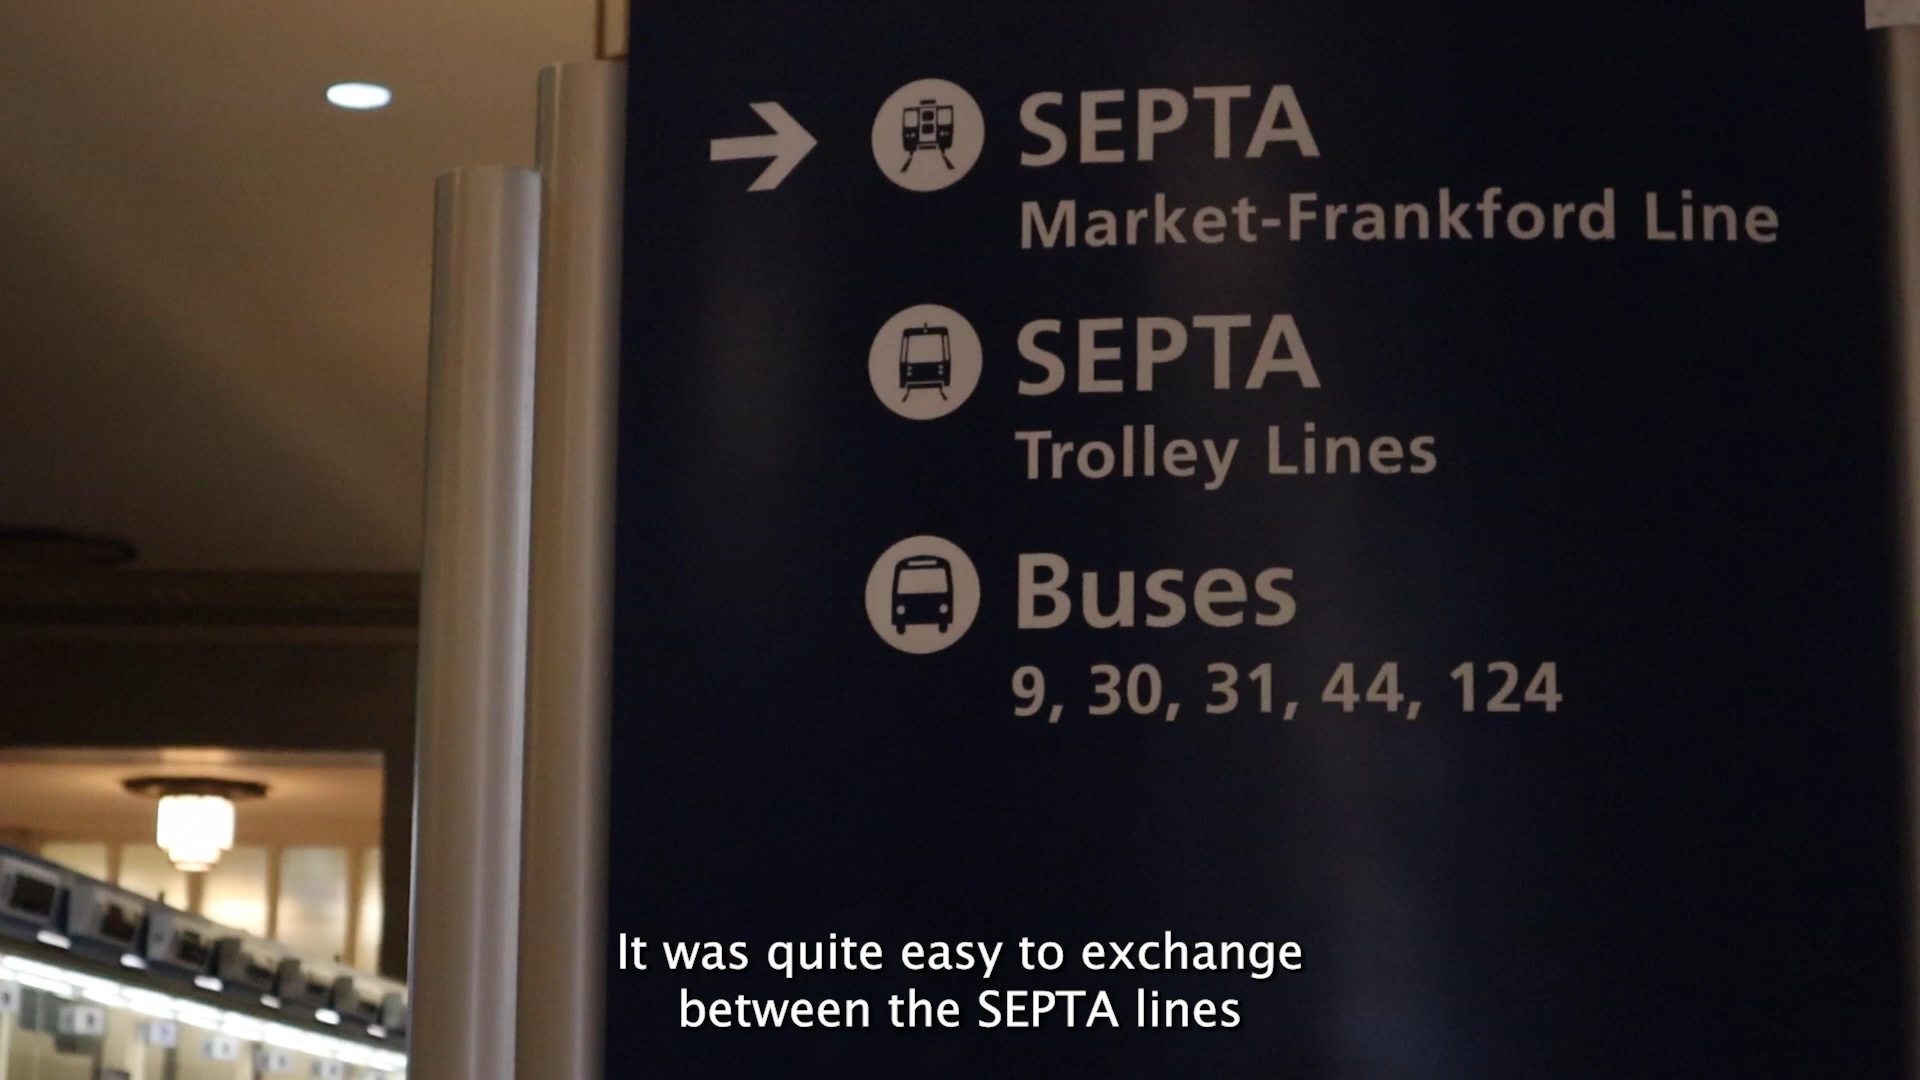 SEPTA
Market-Frankford Line
SEPTA
Trolley Lines
Buses
9, 30, 31, 44, 124
It was quite easy to exchange
between the SEPTA lines